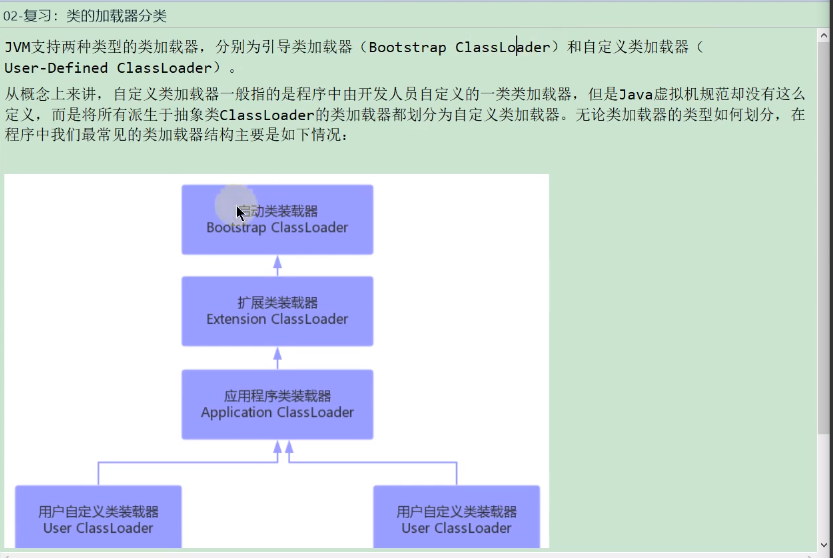 02-复习：类的加载器分类
JVM支持两种类型的类加载器，分别为引导类加载器（Bootstrap ClassLoader）和自定义类加载器（
User-Defined ClassLoader）。
从概念上来讲，自定义类加载器一般指的是程序中由开发人员自定义的一类类加载器，但是Java虚拟机规范却没有这么
定义，而是将所有派生于抽象类ClassLoader的类加载器都划分为自定义类加载器。无论类加载器的类型如何划分，在
程序中我们最常见的类加载器结构主要是如下情况：
启动类装载器
Bootstrap ClassLoader
扩展类装载器
Extension ClassLoader
应用程序类装载器
Application ClassLoader
用户自定义类装载器
User ClassLoader
用户自定义类装载器
User ClassLoader